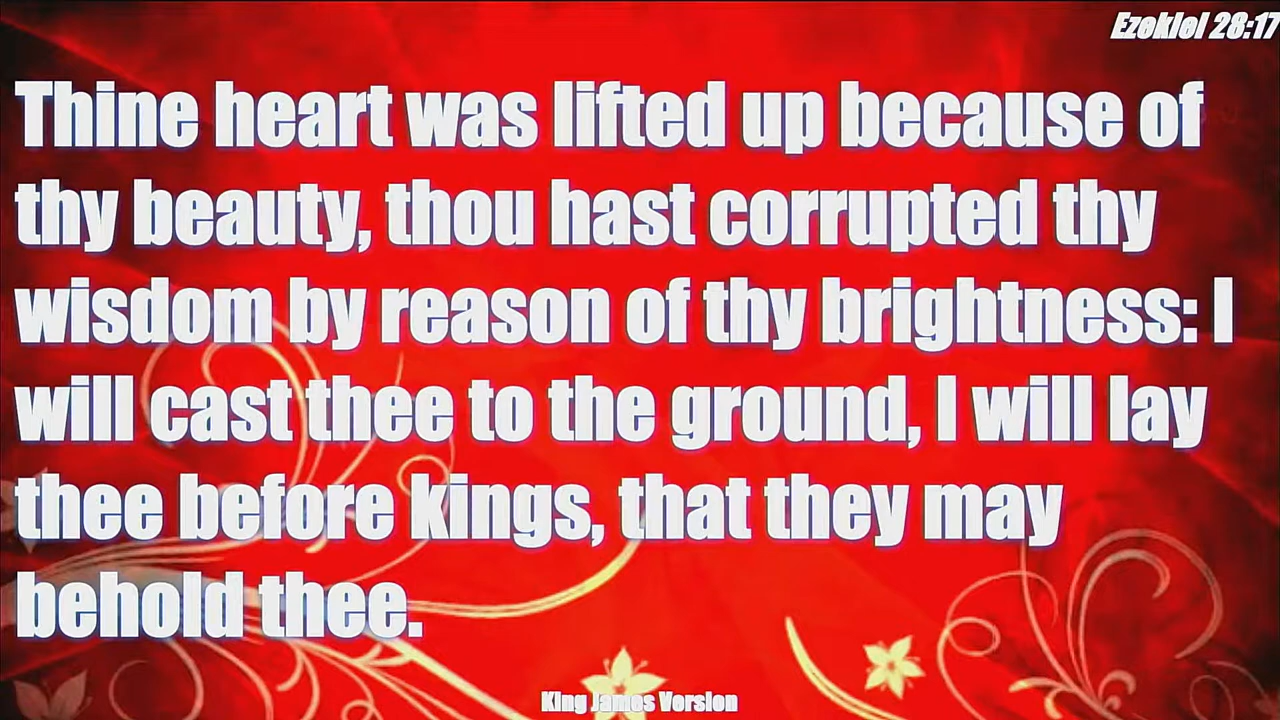 Ezekiel 28:17
Thine heart was lifted up because of
thy beauty, thou hast corrupted thy
wisdom by reason of thy brightness: I
will cast thee to the ground, I will lay
thee before kings, that they may
behold thee.
King James Version